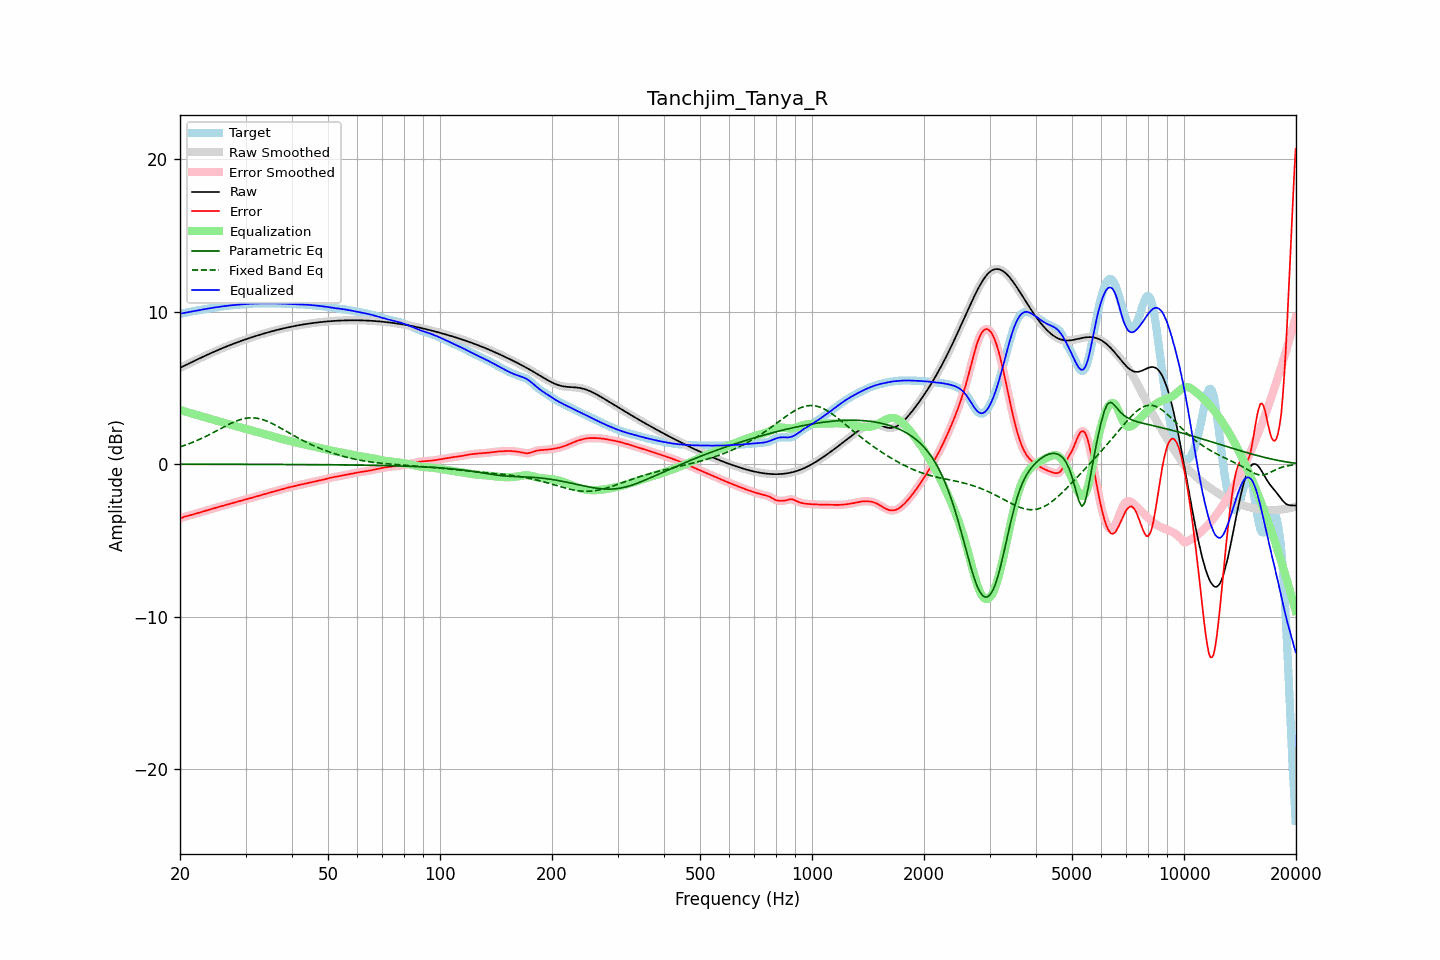 Tanchjim_Tanya_R
Target
Raw Smoothed
Error Smoothed
Raw
Error
Equalization
Parametric Eq
Fixed Band Eq
Equalized
20
10
0
−10
−20
Amplitude (dBr)
20
50
100
200
500
1000
2000
5000
10000
20000
Frequency (Hz)